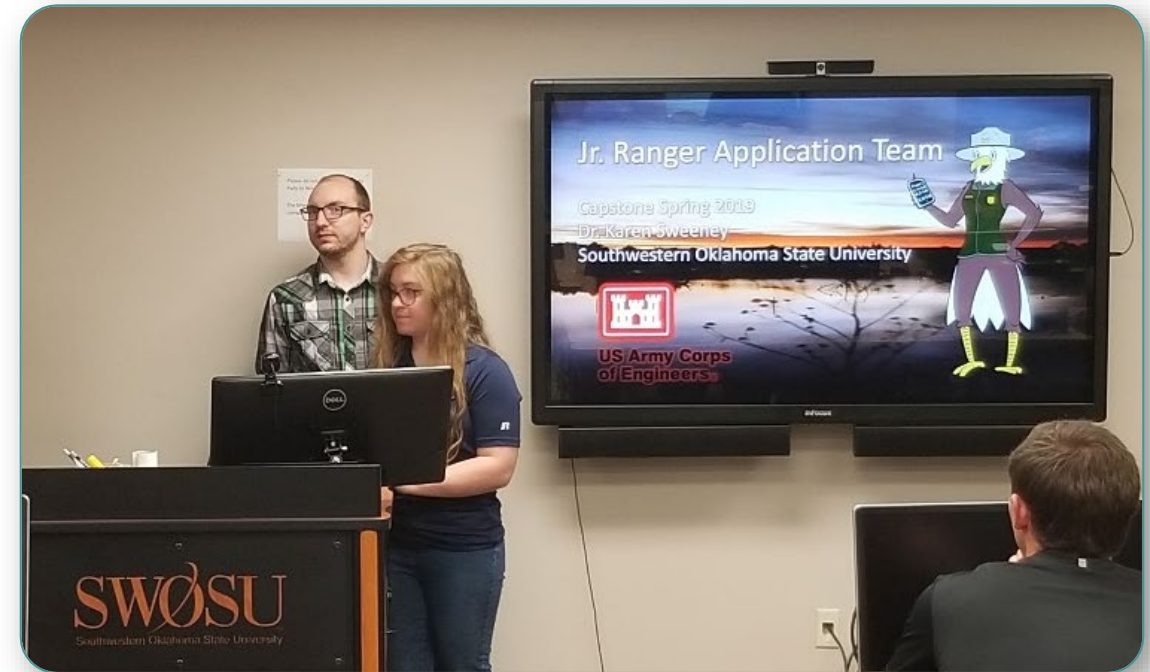 Jr. Ranger Application Team
Capstone Spring 2019
Dr. Karen Sweeney
Southwestern Oklahoma State University
US Army Corps
of Engineers
DELL
InFocus
SWOSU
Southwestern Oklahoma State University